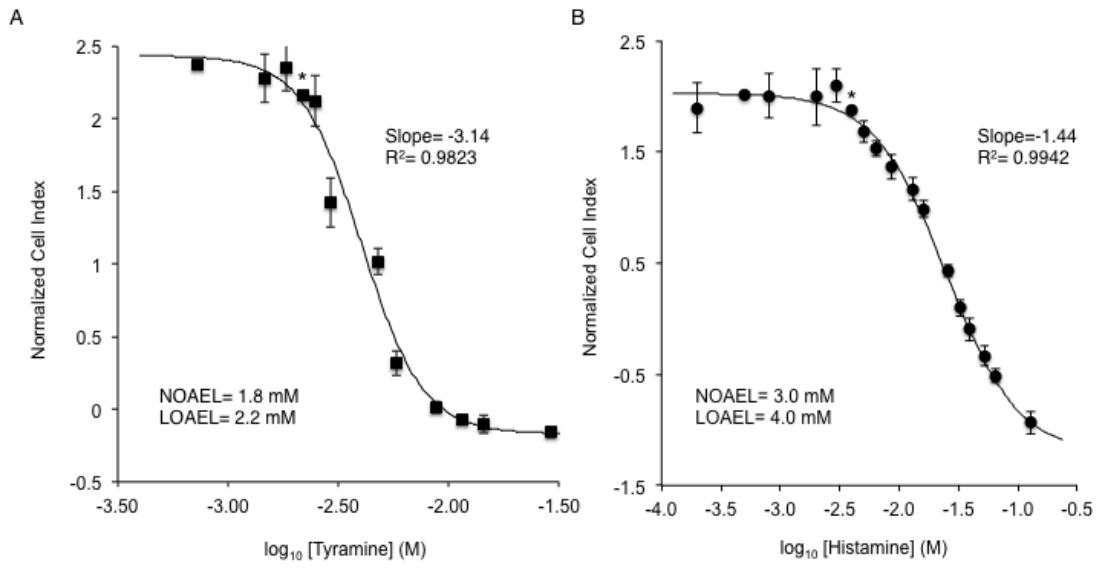 A
2.5
2
1.5
1
0.5
0
-0.5
-3.50
-3.00
-2.50
-2.00
-1.50
Normalized Cell Index
log10 [Tyramine] (M)
*
Slope= -3.14
R²= 0.9823
NOAEL= 1.8 mM
LOAEL= 2.2 mM
B
2.5
1.5
0.5
-0.5
-1.5
-4.0
-3.5
-3.0
-2.5
-2.0
-1.5
-1.0
-0.5
Normalized Cell Index
log10 [Histamine] (M)
*
Slope=-1.44
R²= 0.9942
NOAEL= 3.0 mM
LOAEL= 4.0 mM